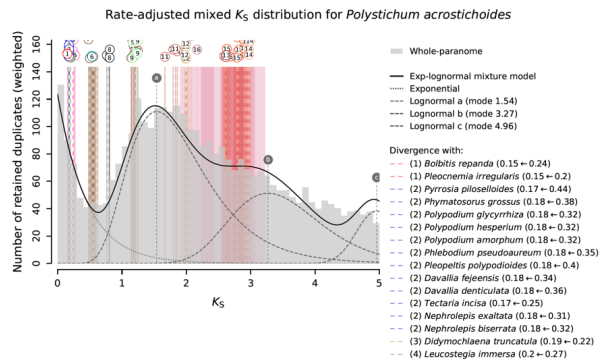 Rate-adjusted mixed KS distribution for Polystichum acrostichoides
Number of retained duplicates (weighted)
160
140
120
100
80
60
40
20
0
0
1
2
3
4
5
KS
a
b
c
Whole-paranome
Exp-lognormal mixture model
Exponential
Lognormal a (mode 1.54)
Lognormal b (mode 3.27)
Lognormal c (mode 4.96)
Divergence with:
(1) Bolbitis repanda (0.15←0.24)
(1) Pleocnemia irregularis (0.15←0.2)
(2) Pyrrosia piloselloides (0.17←0.44)
(2) Phymatosorus grossus (0.18←0.38)
(2) Polypodium glycyrrhiza (0.18←0.32)
(2) Polypodium hesperium (0.18←0.32)
(2) Polypodium amorphum (0.18←0.32)
(2) Phlebodium pseudoaureum (0.18←0.35)
(2) Pleopeltis polypodioides (0.18←0.4)
(2) Davallia fejeensis (0.18←0.34)
(2) Davallia denticulata (0.18←0.36)
(2) Tectaria incisa (0.17←0.25)
(2) Nephrolepis exaltata (0.18←0.31)
(2) Nephrolepis biserrata (0.18←0.32)
(3) Didymochlaena truncatula (0.19←0.22)
(4) Leucostegia immersa (0.2←0.27)